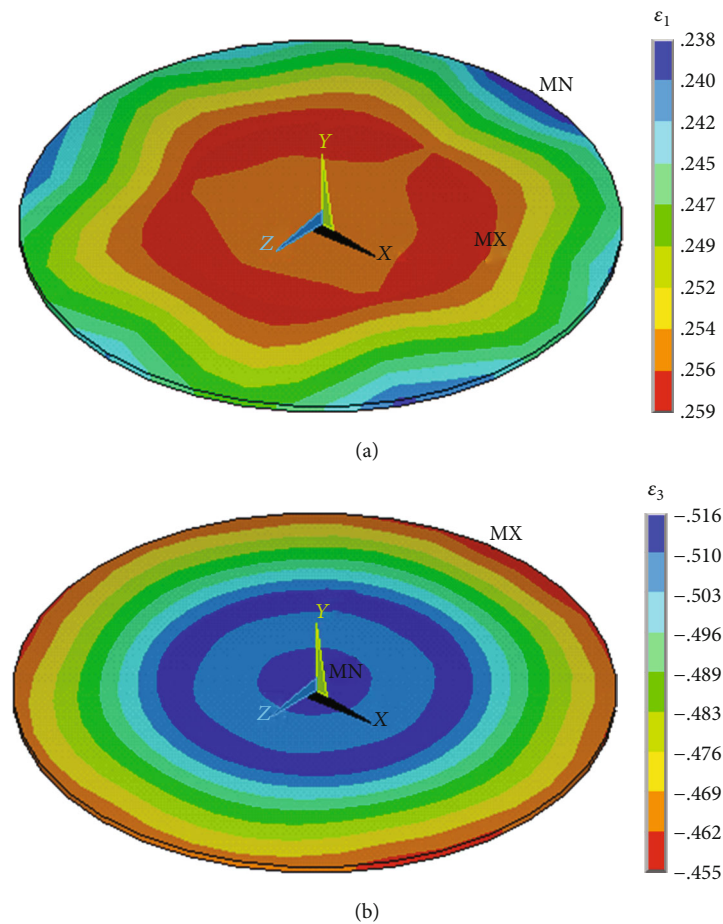 ε1
.238
MN
.240
.242
.245
Y
.247
Z
X
MX
.249
.252
.254
.256
.259
(a)
ε3
−.516
MX
−.510
−.503
−.496
Y
−.489
MN
−.483
Z
X
−.476
−.469
−.462
−.455
(b)